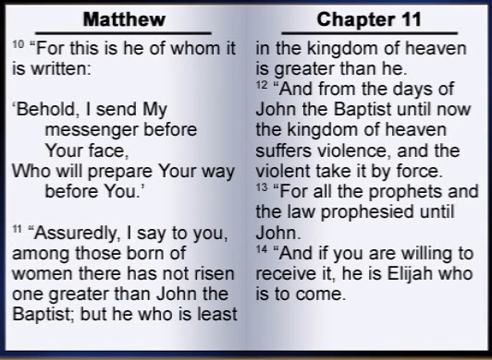 Matthew
¹⁰ “For this is he of whom it
is written:
‘Behold, I send My
messenger before
Your face,
Who will prepare Your way
before You.’
¹¹ “Assuredly, I say to you,
among those born of
women there has not risen
one greater than John the
Baptist; but he who is least
Chapter 11
in the kingdom of heaven
is greater than he.
¹² “And from the days of
John the Baptist until now
the kingdom of heaven
suffers violence, and the
violent take it by force.
¹³ “For all the prophets and
the law prophesied until
John.
¹⁴ “And if you are willing to
receive it, he is Elijah who
is to come.